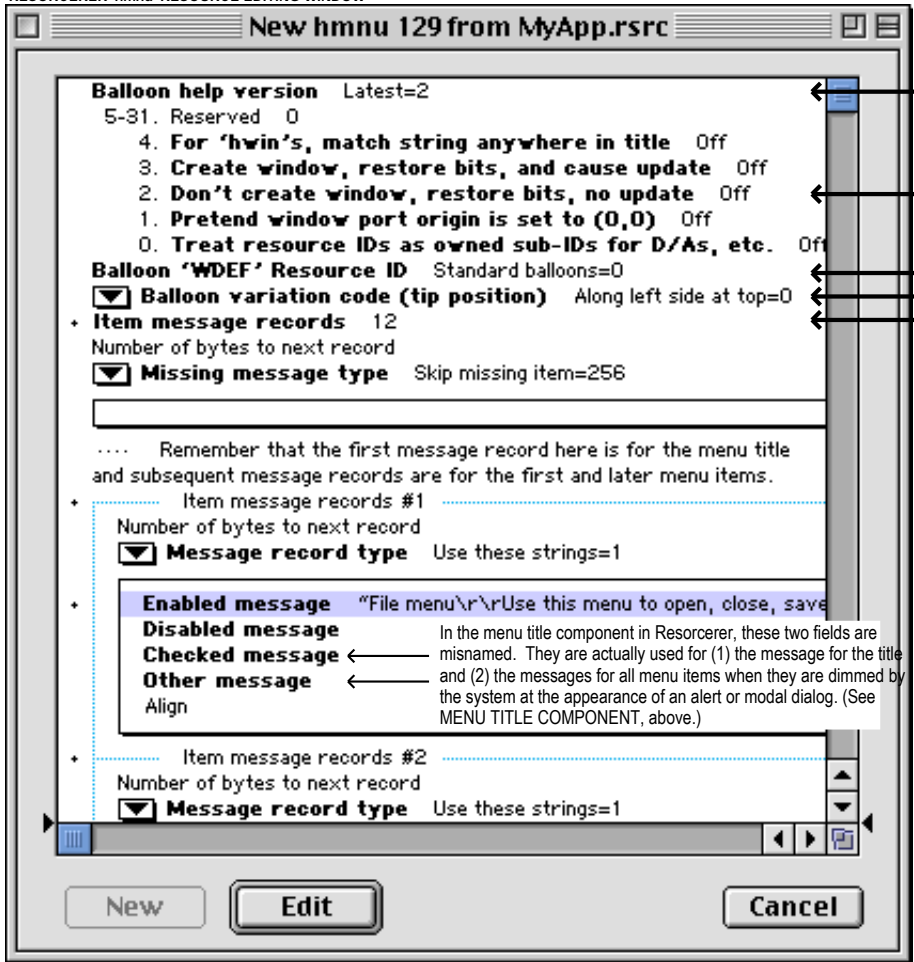 RESORCERER 'hmnu' RESOURCE EDITING WINDOW
New hmnu 129 from MyApp.rsrc
Balloon help version Latest=2
5-31. Reserved 0
4. For 'hwin's, match string anywhere in title Off
3. Create window, restore bits, and cause update Off
2. Don't create window, restore bits, no update Off
1. Pretend window port origin is set to (0,0) Off
0. Treat resource IDs as owned sub-IDs for D/As, etc. Off
Balloon 'WDEF' Resource ID Standard balloons=0
Balloon variation code (tip position) Along left side at top=0
Item message records 12
Number of bytes to next record
Missing message type Skip missing item=256
···· Remember that the first message record here is for the menu title
and subsequent message records are for the first and later menu items.
Item message records #1
Number of bytes to next record
Message record type Use these strings=1
Enabled message "File menu\r\rUse this menu to open, close, save
Disabled message
Checked message
Other message
Align
In the menu title component in Resorcerer, these two fields are
misnamed. They are actually used for (1) the message for the title
and (2) the messages for all menu items when they are dimmed by
the system at the appearance of an alert or modal dialog. (See
MENU TITLE COMPONENT, above.)
Item message records #2
Number of bytes to next record
Message record type Use these strings=1
New
Edit
Cancel